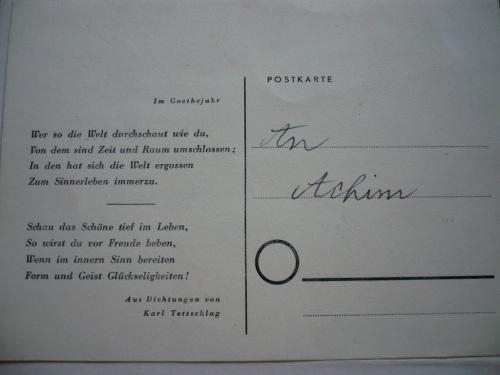 Im Goethejahr
Wer so die Welt durchschaut wie du,
Von dem sind Zeit und Raum umschlossen;
In den hat sich die Welt ergossen
Zum Sinnerleben immerzu.
Schau das Schöne tief im Leben,
So wirst du vor Freude beben,
Wenn im innern Sinn bereiten
Form und Geist Glückseligkeiten!
Aus Dichtungen von
Karl Tettschlag
POSTKARTE
An
Achim